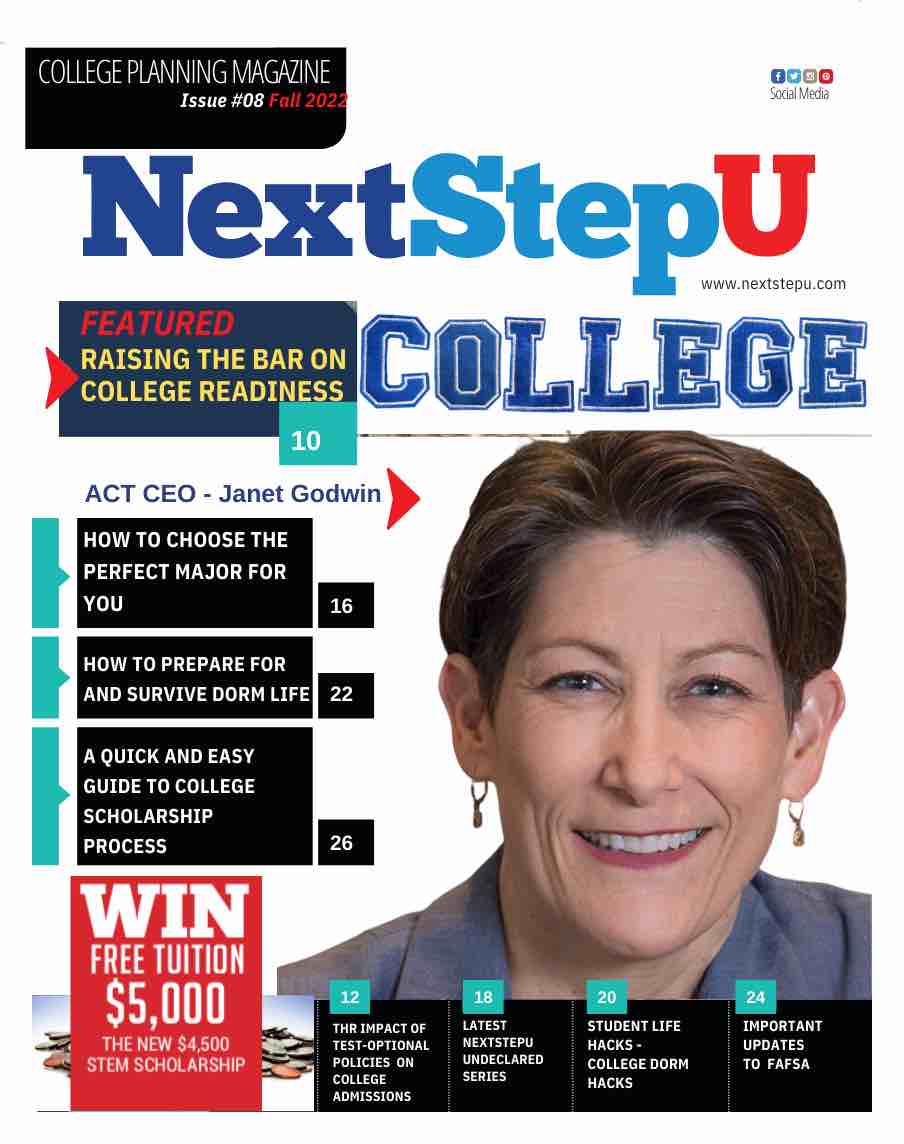 COLLEGE PLANNING MAGAZINE
Issue #08 Fall 2022
Social Media
NextStepU
www.nextstepu.com
FEATURED
RAISING THE BAR ON
COLLEGE READINESS
10
COLLEGE
ACT CEO - Janet Godwin
HOW TO CHOOSE THE
PERFECT MAJOR FOR
YOU
16
HOW TO PREPARE FOR
AND SURVIVE DORM LIFE
22
A QUICK AND EASY
GUIDE TO COLLEGE
SCHOLARSHIP
PROCESS
26
WIN
FREE TUITION
$5,000
THE NEW $4,500
STEM SCHOLARSHIP
12
THR IMPACT OF
TEST-OPTIONAL
POLICIES ON
COLLEGE
ADMISSIONS
18
LATEST
NEXTSTEPU
UNDECLARED
SERIES
20
STUDENT LIFE
HACKS -
COLLEGE DORM
HACKS
24
IMPORTANT
UPDATES
TO FAFSA